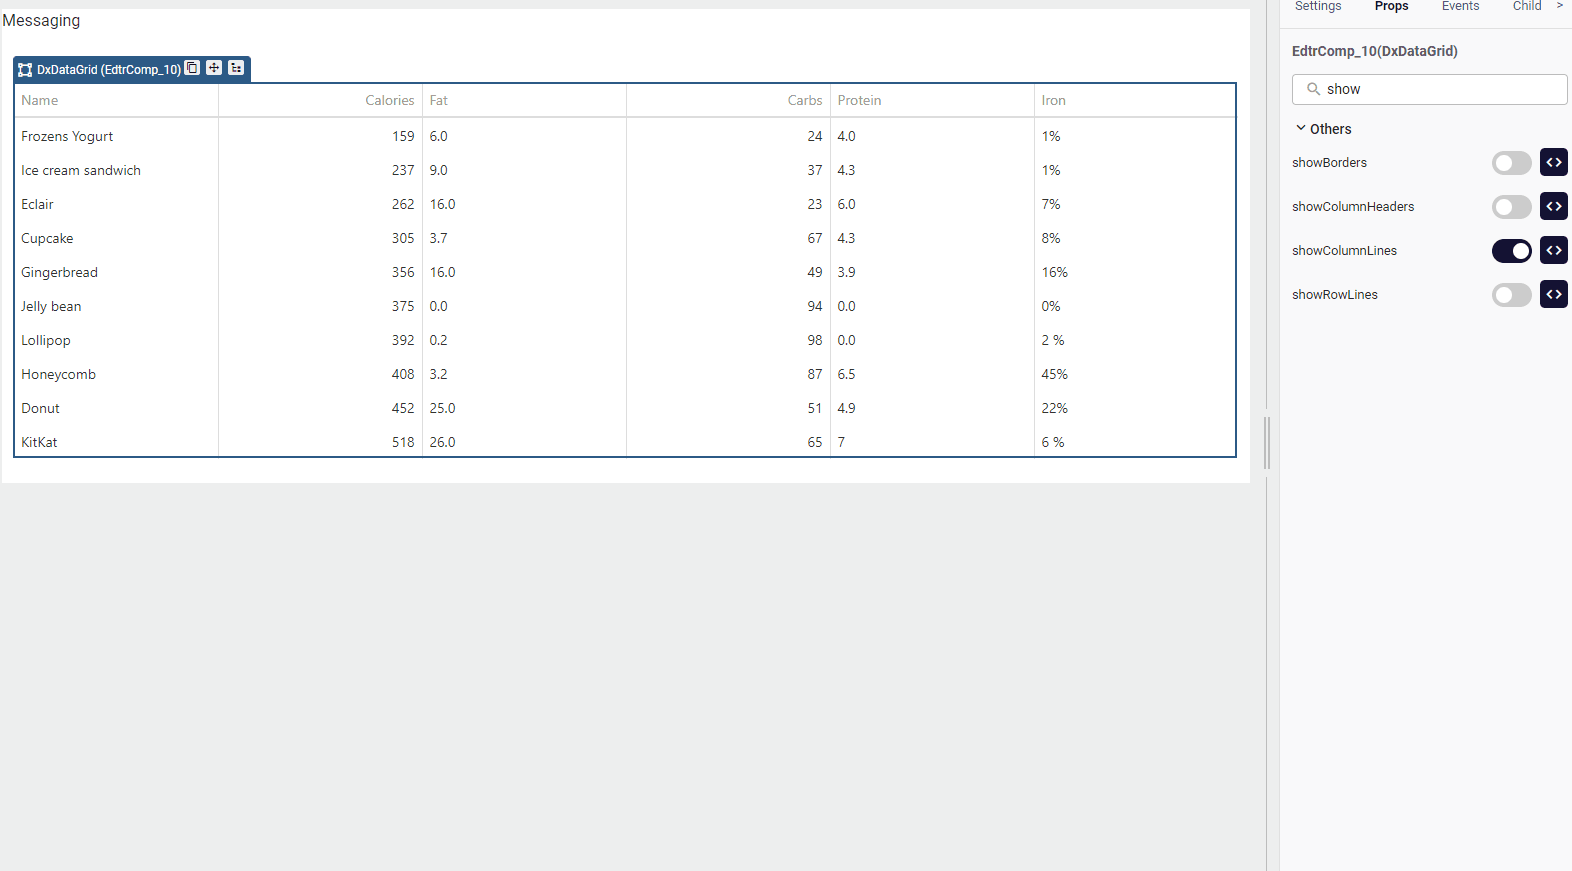 Messaging
DxDataGrid (EdtrComp_10)
Name Calories Fat Carbs Protein Iron
Frozens Yogurt 159 6.0 24 4.0 1%
Ice cream sandwich 237 9.0 37 4.3 1%
Eclair 262 16.0 23 6.0 7%
Cupcake 305 3.7 67 4.3 8%
Gingerbread 356 16.0 49 3.9 16%
Jelly bean 375 0.0 94 0.0 0%
Lollipop 392 0.2 98 0.0 2 %
Honeycomb 408 3.2 87 6.5 45%
Donut 452 25.0 51 4.9 22%
KitKat 518 26.0 65 7 6 %
Settings Props Events Child >
EdtrComp_10(DxDataGrid)
show
Others
showBorders <>
showColumnHeaders <>
showColumnLines <>
showRowLines <>